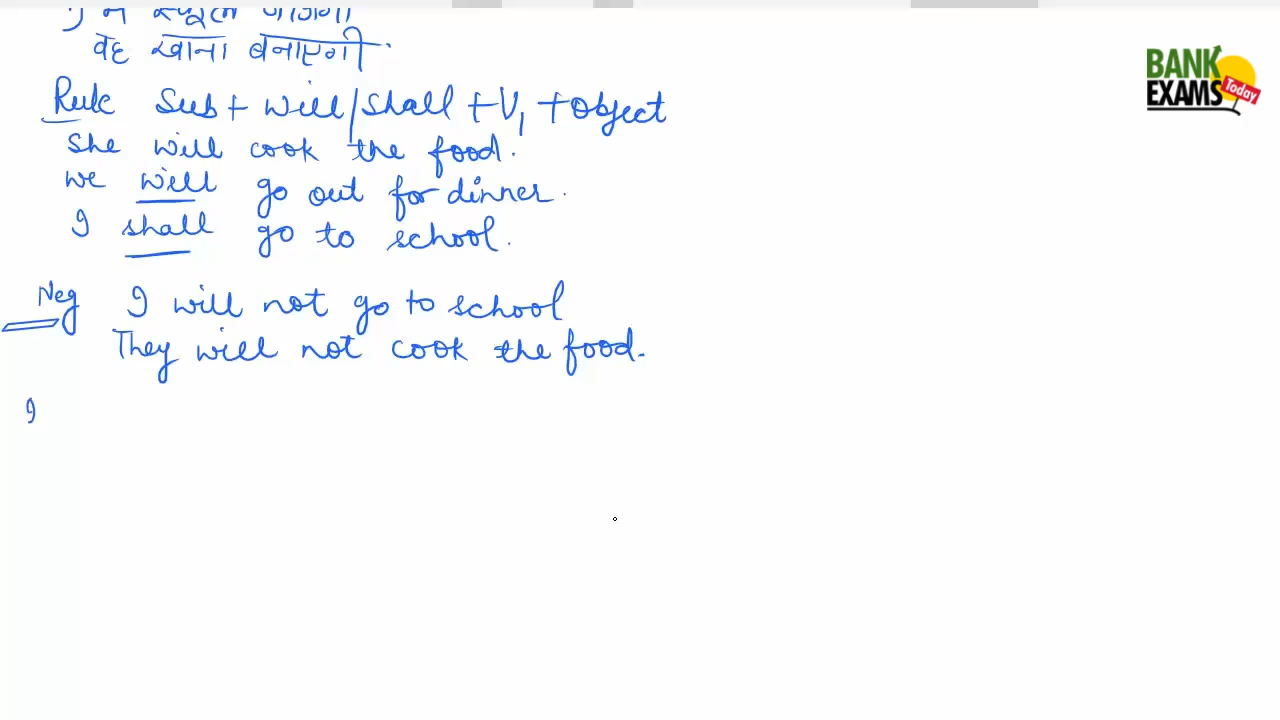 वह खाना बनाएगी.
Rule Sub + will/shall + V1 + Object
She will cook the food.
we will go out for dinner.
I shall go to school.
Neg I will not go to school
They will not cook the food.
I
BANK
EXAMS Today